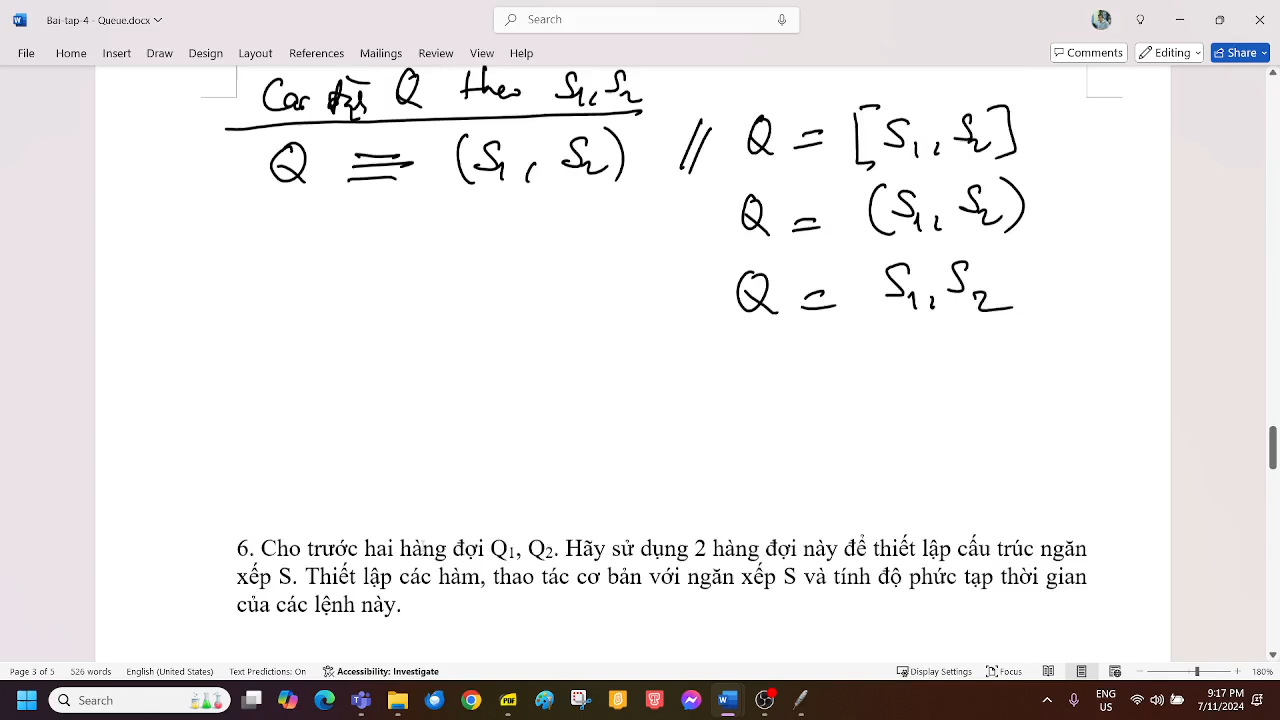 Bai-tap-4 - Queue.docx
Search
File Home Insert Draw Design Layout References Mailings Review View Help
Comments Editing Share
Q theo S1, S2
Q ≡ (S1, S2) // Q = [S1, S2]
Q = (S1, S2)
Q = S1, S2
6. Cho trước hai hàng đợi Q1, Q2. Hãy sử dụng 2 hàng đợi này để thiết lập cấu trúc ngăn
xếp S. Thiết lập các hàm, thao tác cơ bản với ngăn xếp S và tính độ phức tạp thời gian
của các lệnh này.
Page 3 of 5 526 words English (United States) Text Predictions: On Accessibility: Investigate Display Settings Focus 180%
Search
PDF
ENG 9:17 PM
US 7/11/2024